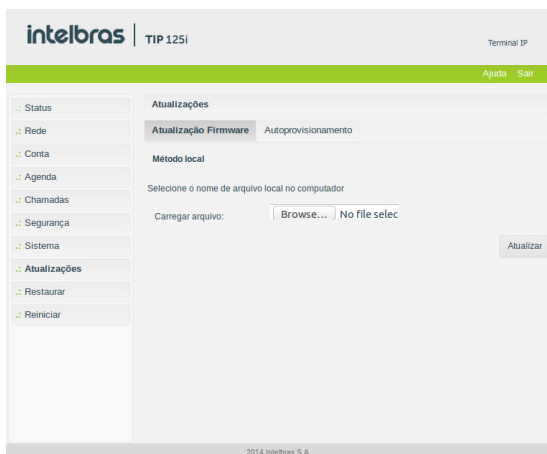 intelbras | TIP 125i
Terminal IP
Ajuda Sair
.: Status
.: Rede
.: Conta
.: Agenda
.: Chamadas
.: Segurança
.: Sistema
.: Atualizações
.: Restaurar
.: Reiniciar
Atualizações
Atualização Firmware Autoprovisionamento
Método local
Selecione o nome de arquivo local no computador
Carregar arquivo: Browse... No file selec
Atualizar
2014 Intelbras S.A